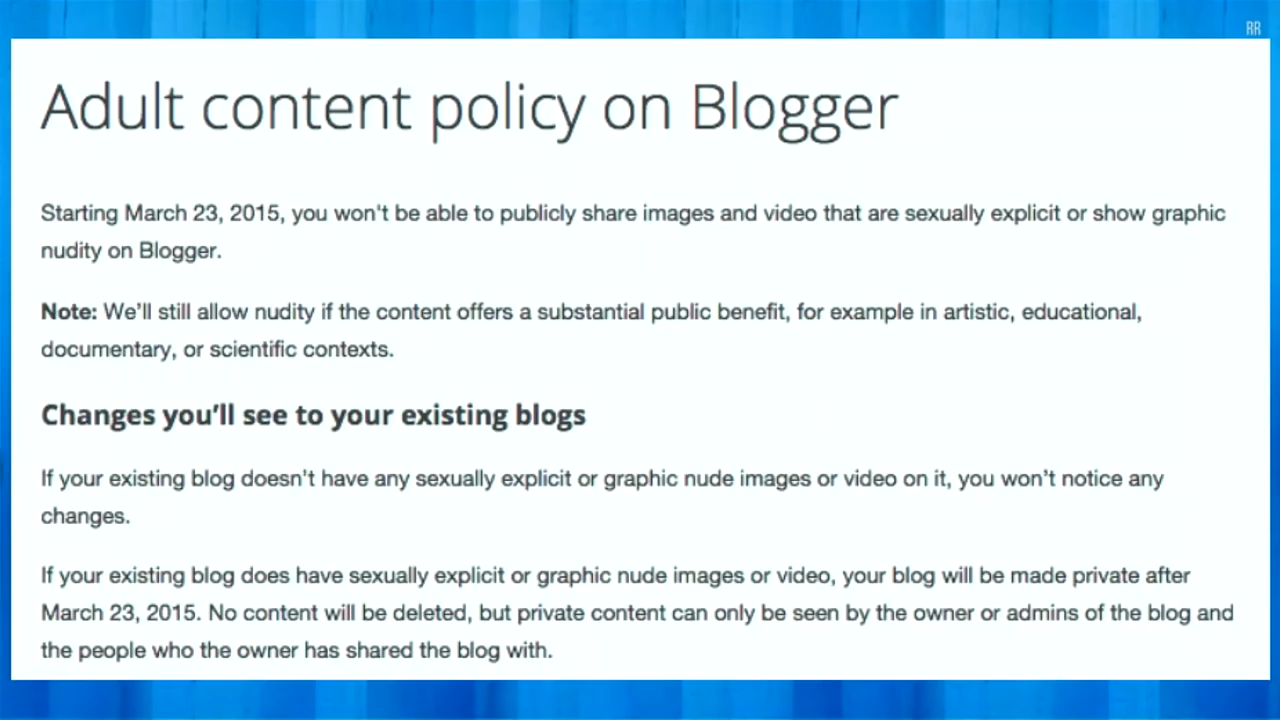 RR
Adult content policy on Blogger
Starting March 23, 2015, you won't be able to publicly share images and video that are sexually explicit or show graphic
nudity on Blogger.
Note: We’ll still allow nudity if the content offers a substantial public benefit, for example in artistic, educational,
documentary, or scientific contexts.
Changes you’ll see to your existing blogs
If your existing blog doesn't have any sexually explicit or graphic nude images or video on it, you won’t notice any
changes.
If your existing blog does have sexually explicit or graphic nude images or video, your blog will be made private after
March 23, 2015. No content will be deleted, but private content can only be seen by the owner or admins of the blog and
the people who the owner has shared the blog with.